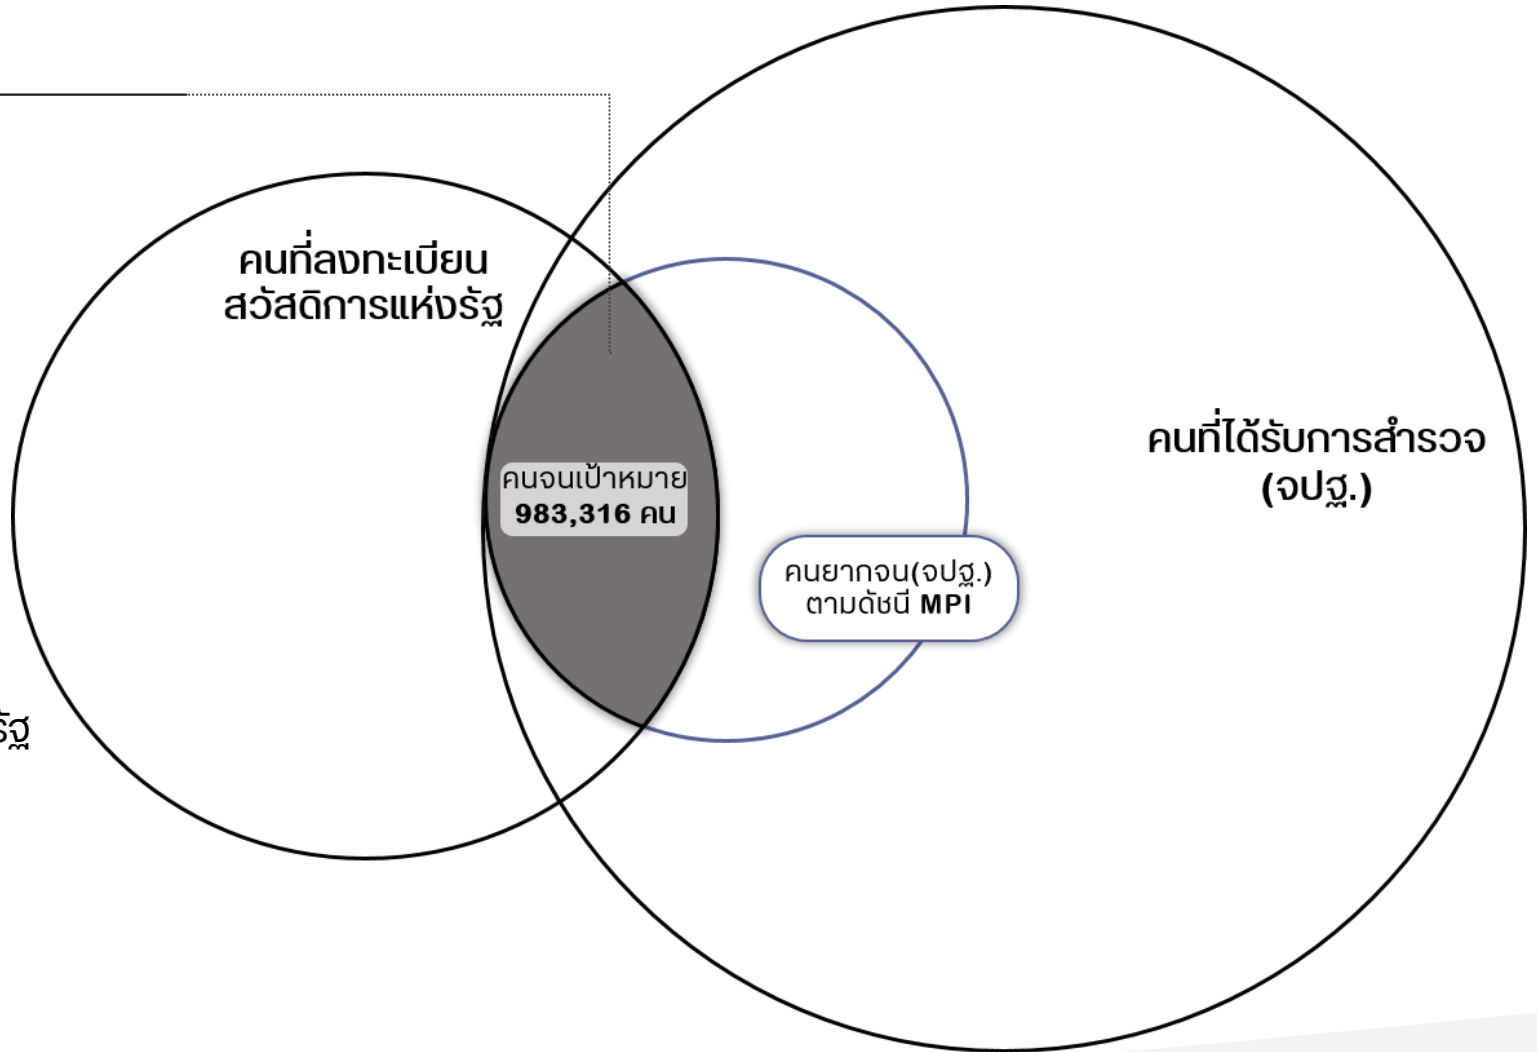 คนที่ลงทะเบียน
สวัสดิการแห่งรัฐ
คนที่ได้รับการสำรวจ
(จปฐ.)
คนจนเป้าหมาย
983,316 คน
คนยากจน(จปฐ.)
ตามดัชนี MPI
รัฐ